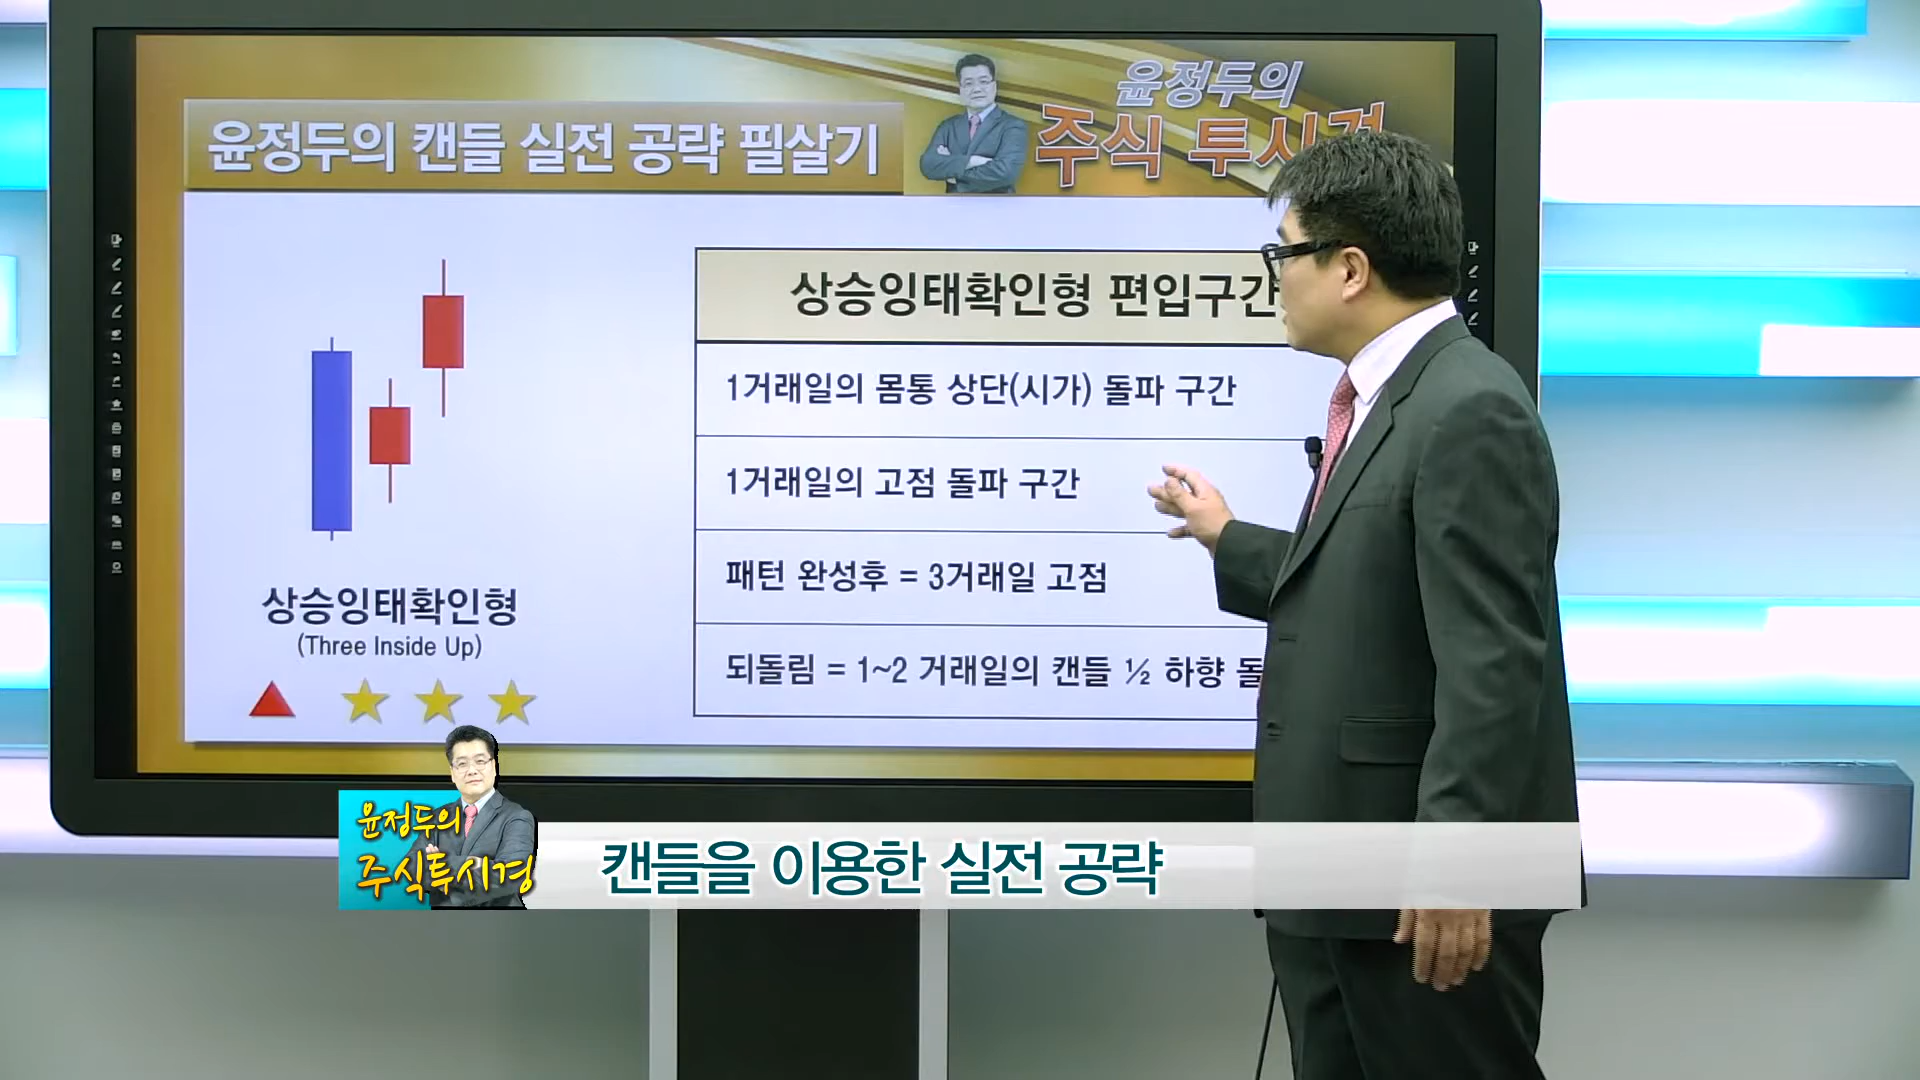 윤정두의
주식 투시경
윤정두의 캔들 실전 공략 필살기
상승잉태확인형
(Three Inside Up)
상승잉태확인형 편입구간
1거래일의 몸통 상단(시가) 돌파 구간
1거래일의 고점 돌파 구간
패턴 완성후 = 3거래일 고점
되돌림 = 1~2 거래일의 캔들 ½ 하향
윤정두의
주식투시경
캔들을 이용한 실전 공략